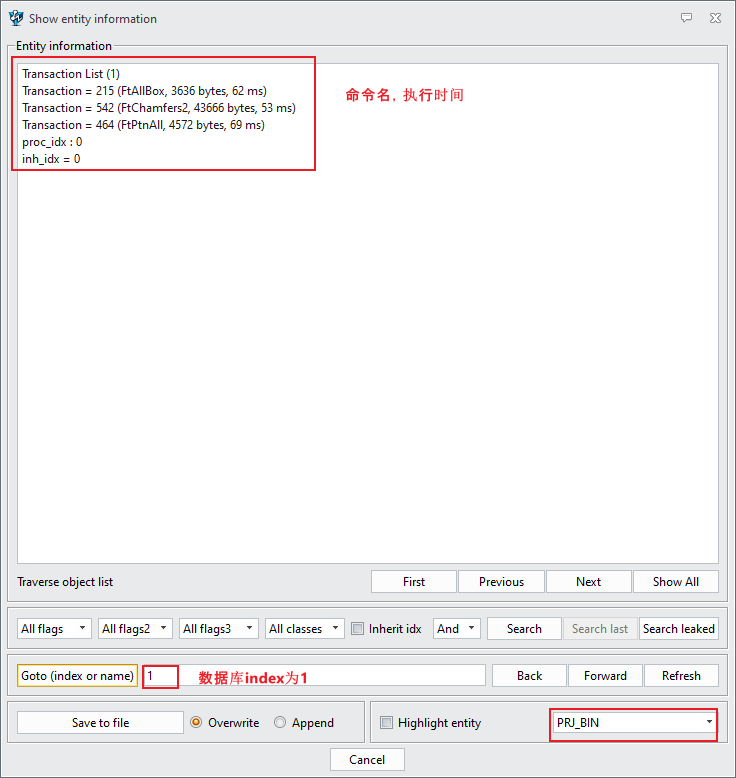 Show entity information
Entity information
Transaction List (1)
Transaction = 215 (FtAllBox, 3636 bytes, 62 ms)
Transaction = 542 (FtChamfers2, 43666 bytes, 53 ms)
Transaction = 464 (FtPtnAll, 4572 bytes, 69 ms)
proc_idx : 0
inh_idx = 0
命令名，执行时间
Traverse object list First Previous Next Show All
All flags All flags2 All flags3 All classes Inherit idx And Search Search last Search leaked
Goto (index or name) 1 数据库index为1 Back Forward Refresh
Save to file Overwrite Append Highlight entity PRJ_BIN
Cancel